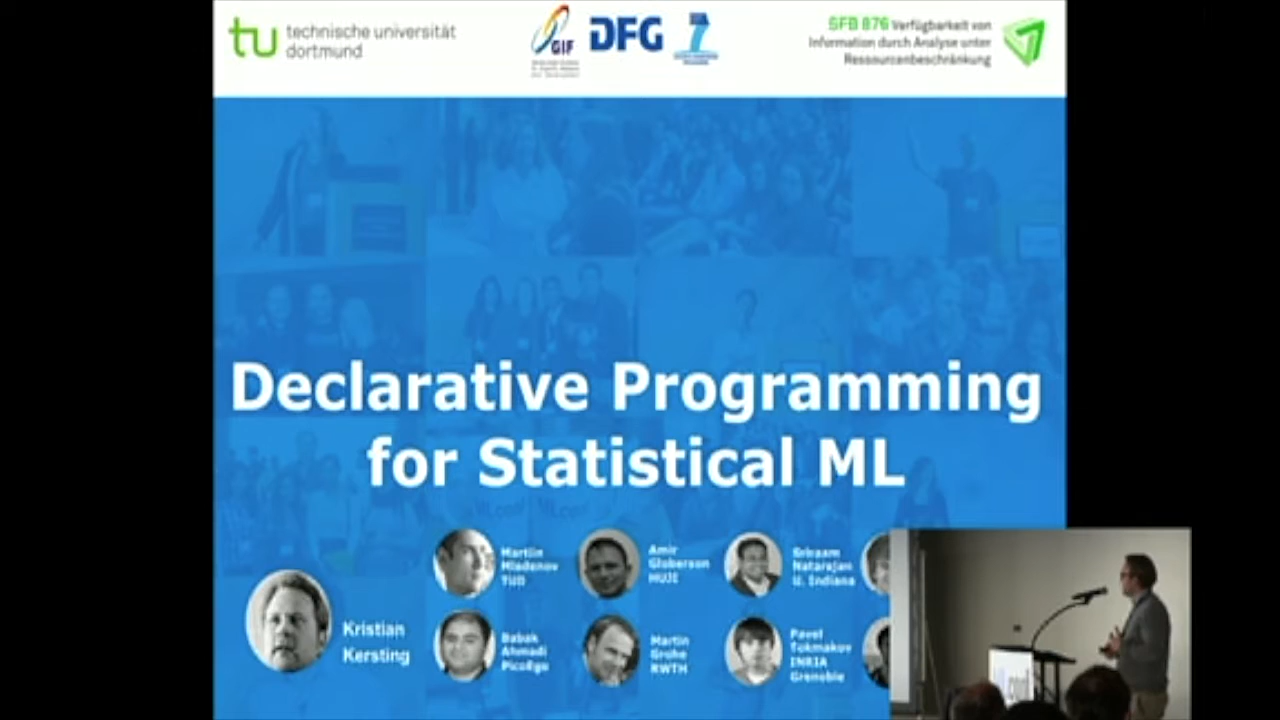 tu technische universität
dortmund
GIF
DFG
7
SFB 876 Verfügbarkeit von
Information durch Analyse unter
Ressourcenbeschränkung
Declarative Programming
for Statistical ML
Martin
Mladenov
TUD
Amir
Globerson
HUJI
Sriraam
Natarajan
U. Indiana
Kristian
Kersting
Babak
Ahmadi
PicoEgo
Martin
Grohe
RWTH
Pavel
Tokmakov
INRIA
Grenoble